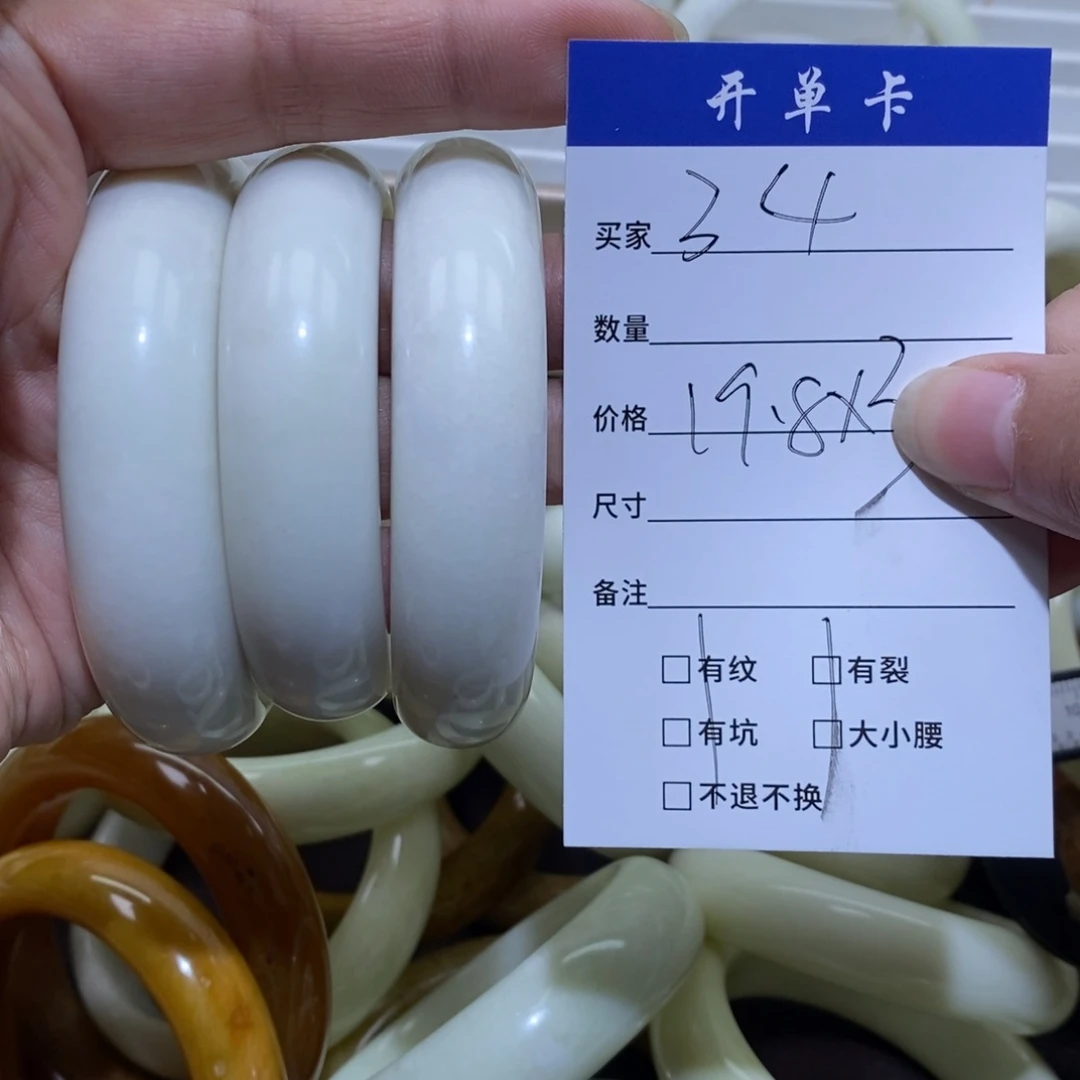 开单卡
买家 34
数量
价格 19.8x3
尺寸
备注
□有纹 □有裂
□有坑 □大小腰
□不退不换